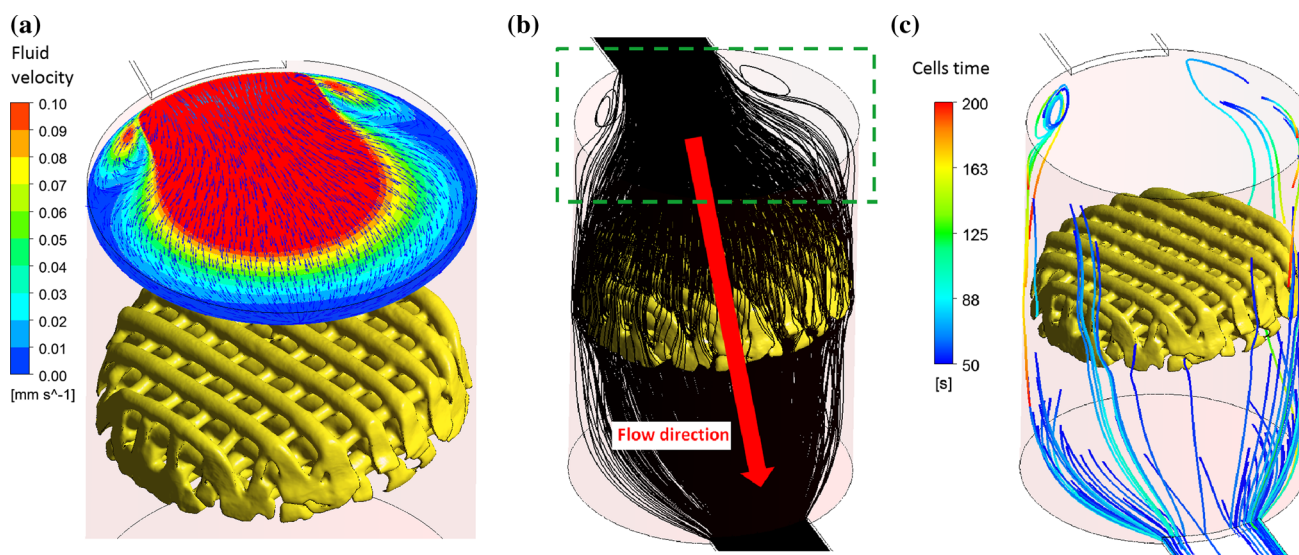 (a)
Fluid
velocity
0.10
0.09
0.08
0.07
0.06
0.05
0.04
0.03
0.02
0.01
0.00
[mm s^-1]
(b)
Flow direction
(c)
Cells time
200
163
125
88
50
[s]